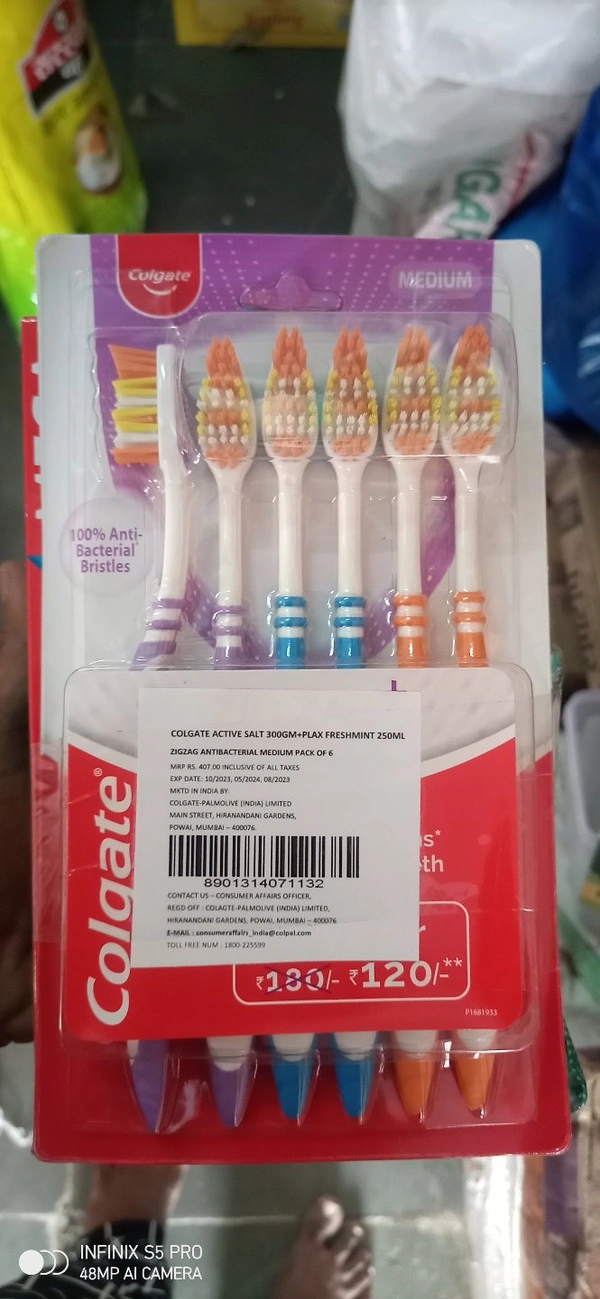 Colgate
MEDIUM
100% Anti-
Bacterial*
Bristles
COLGATE ACTIVE SALT 300GM+PLAX FRESHMINT 250ML
ZIGZAG ANTIBACTERIAL MEDIUM PACK OF 6
MRP RS. 407.00 INCLUSIVE OF ALL TAXES
EXP DATE: 10/2023, 05/2024, 08/2023
MKTD IN INDIA BY:
COLGATE-PALMOLIVE (INDIA) LIMITED
MAIN STREET, HIRANANDANI GARDENS,
POWAI, MUMBAI – 400076.
8901314071132
CONTACT US – CONSUMER AFFAIRS OFFICER,
REGD OFF : COLAGTE-PALMOLIVE (INDIA) LIMITED,
HIRANANDANI GARDENS, POWAI, MUMBAI – 400076
E-MAIL : consumeraffairs_india@colpal.com
TOLL FREE NUM : 1800-225599
Colgate®
₹180/- ₹120/-**
P1681933
INFINIX S5 PRO
48MP AI CAMERA